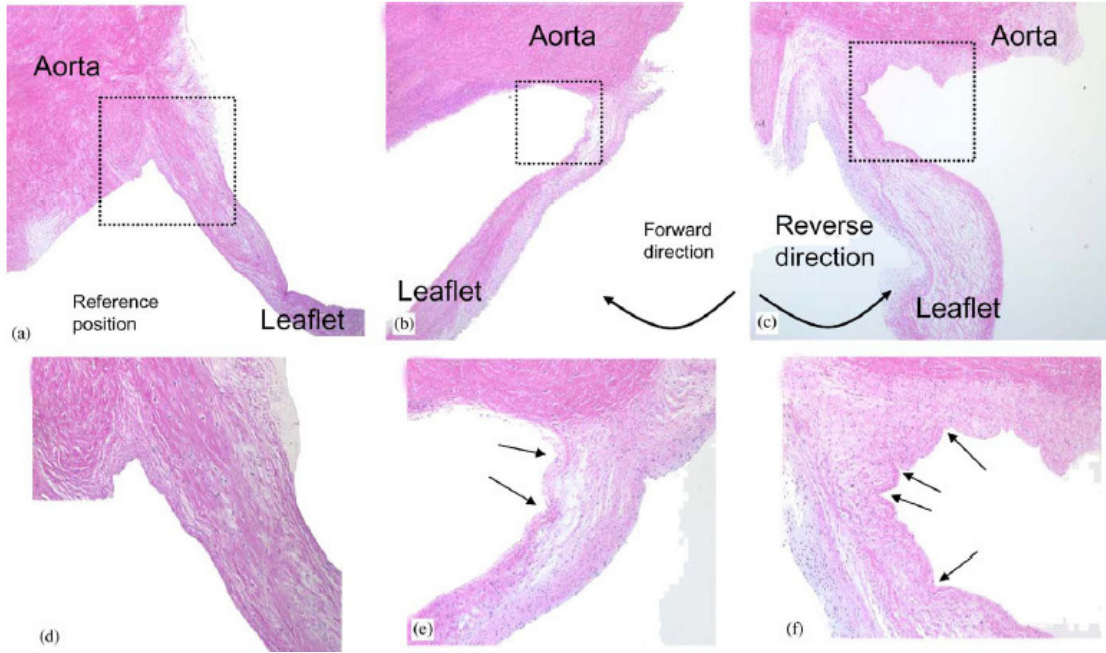 Aorta
Reference
position
Leaflet
(a)
Aorta
Leaflet
(b)
Forward
direction
Aorta
Reverse
direction
Leaflet
(c)
(d)
(e)
(f)